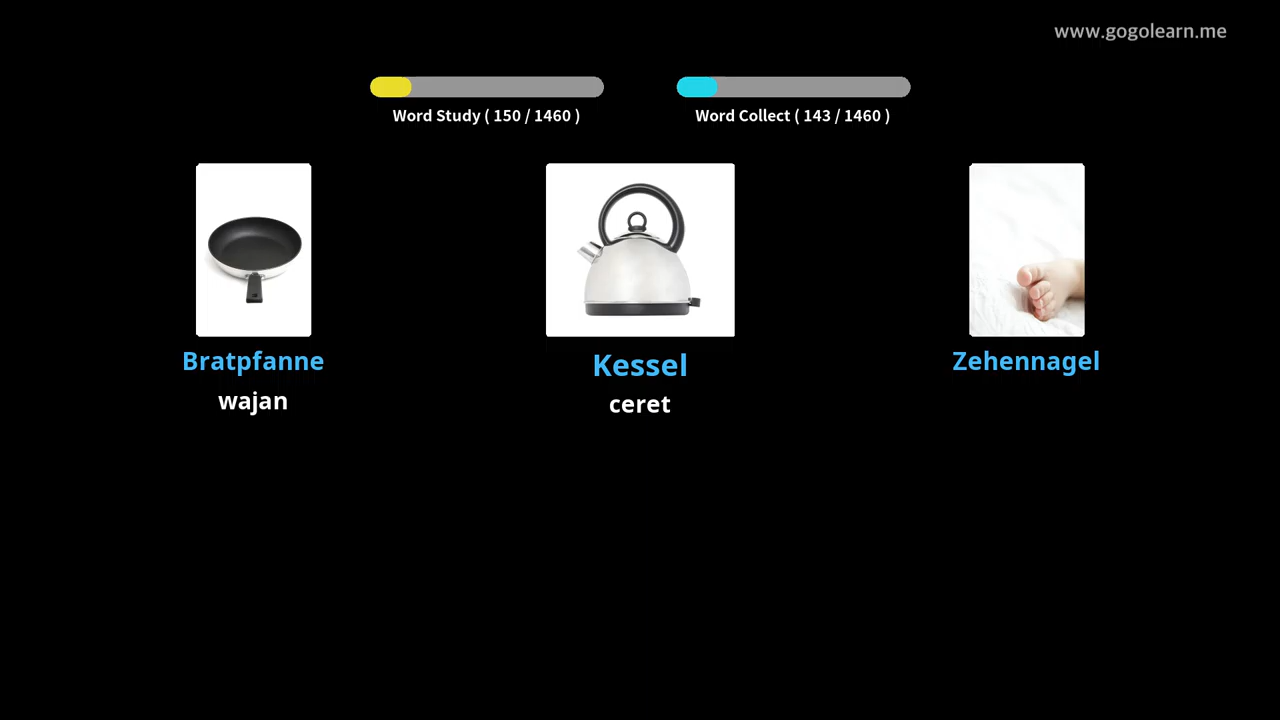 www.gogolearn.me
Word Study ( 150 / 1460 )
Word Collect ( 143 / 1460 )
Bratpfanne
wajan
Kessel
ceret
Zehennagel